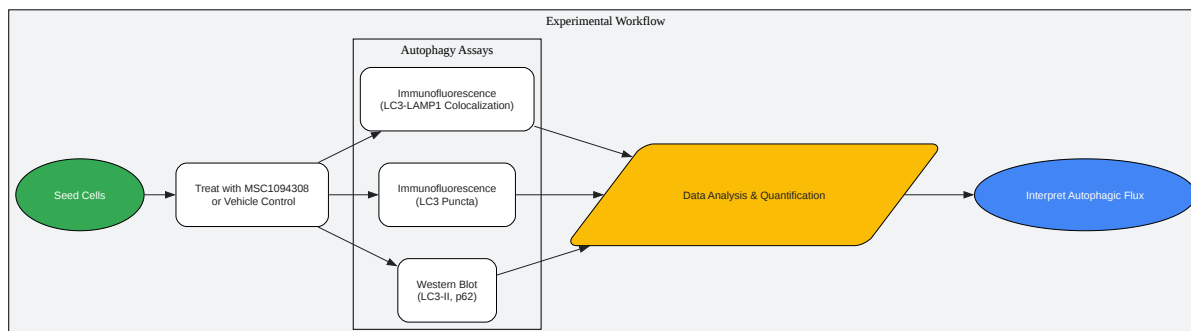 Experimental Workflow
Autophagy Assays
Immunofluorescence
(LC3-LAMP1 Colocalization)
Seed Cells
Treat with MSC1094308
or Vehicle Control
Immunofluorescence
(LC3 Puncta)
Data Analysis & Quantification
Interpret Autophagic Flux
Western Blot
(LC3-II, p62)